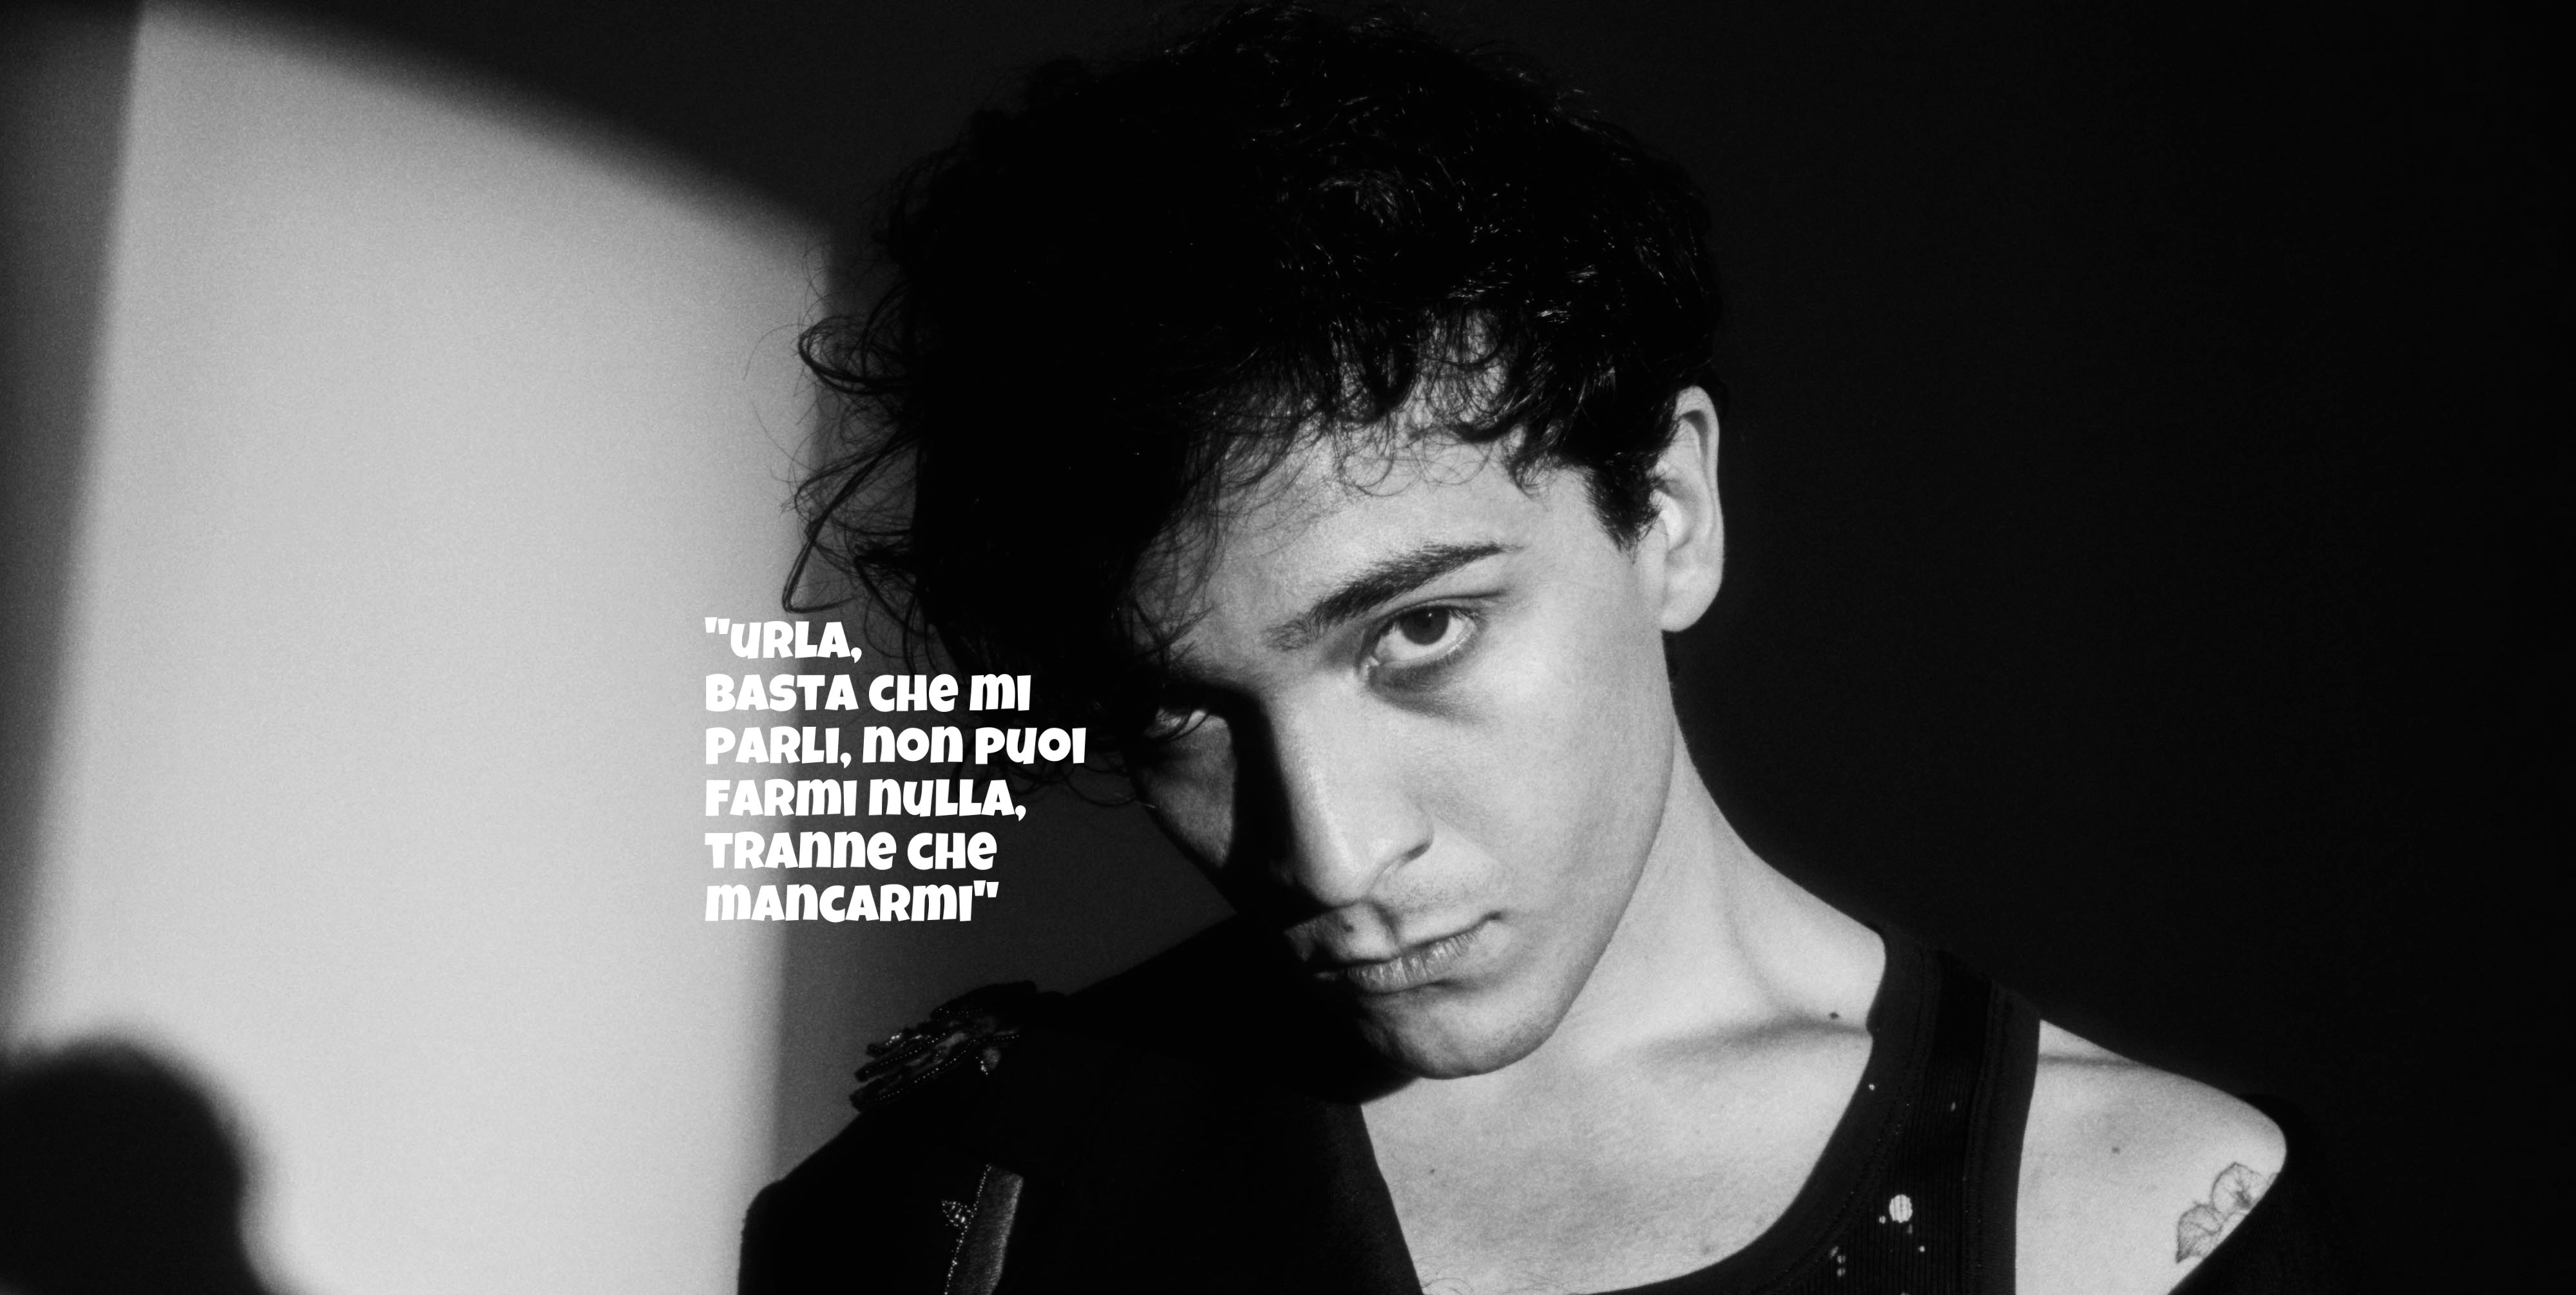 "URLA,
BASTA CHE MI
PARLI, NON PUOI
FARMI NULLA,
TRANNE CHE
MANCARMI"